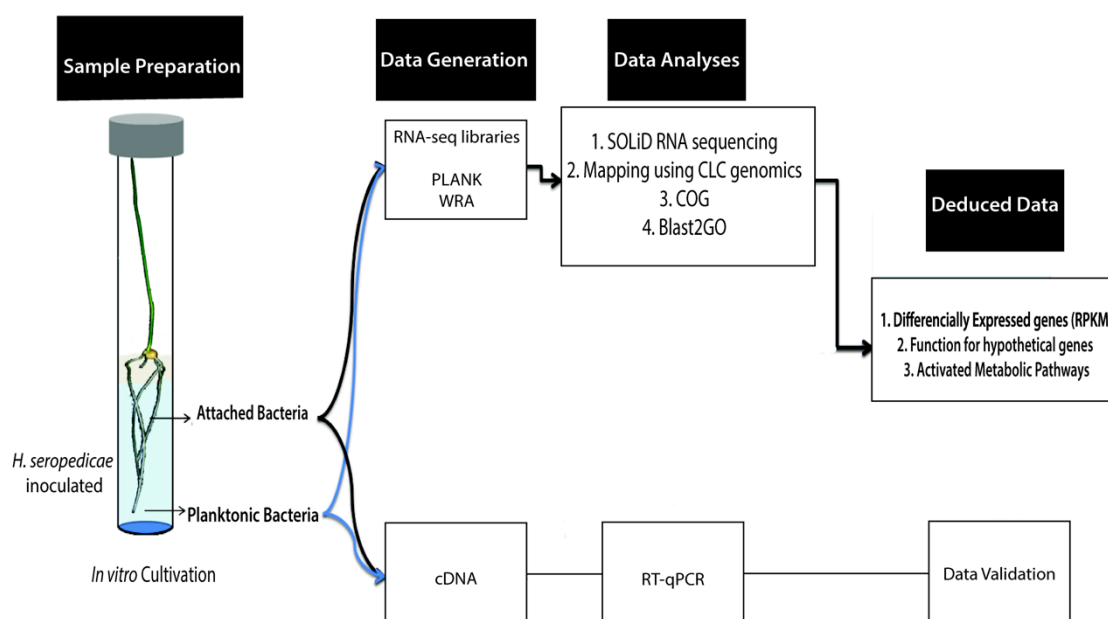 Sample Preparation
Data Generation
Data Analyses
Deduced Data
RNA-seq libraries
PLANK
WRA
1. SOLiD RNA sequencing
2. Mapping using CLC genomics
3. COG
4. Blast2GO
1. Differencially Expressed genes (RPKM
2. Function for hypothetical genes
3. Activated Metabolic Pathways
Attached Bacteria
H. seropedicae
inoculated
Planktonic Bacteria
In vitro Cultivation
cDNA
RT-qPCR
Data Validation